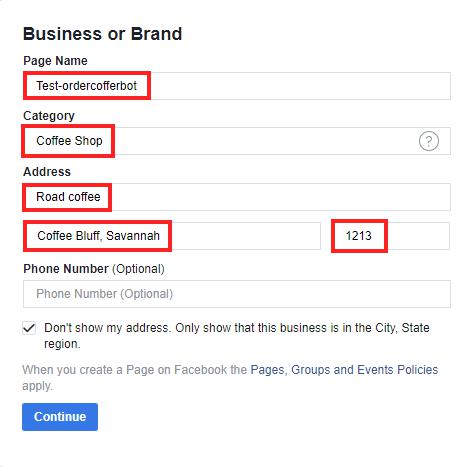 Business or Brand
Page Name
Test-ordercofferbot
Category
Coffee Shop ?
Address
Road coffee
Coffee Bluff, Savannah 1213
Phone Number (Optional)
Phone Number (Optional)
Don't show my address. Only show that this business is in the City, State
region.
When you create a Page on Facebook the Pages, Groups and Events Policies
apply.
Continue